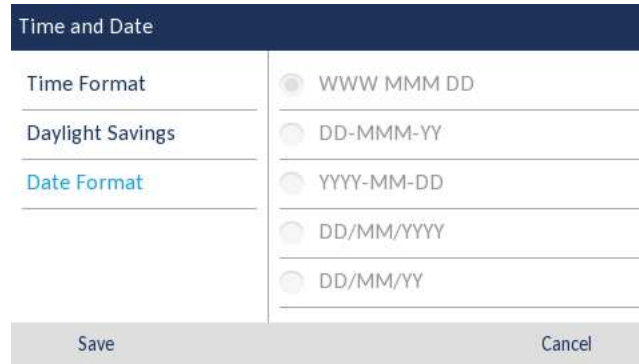 Time and Date
Time Format
Daylight Savings
Date Format
WWW MMM DD
DD-MMM-YY
YYYY-MM-DD
DD/MM/YYYY
DD/MM/YY
Save
Cancel